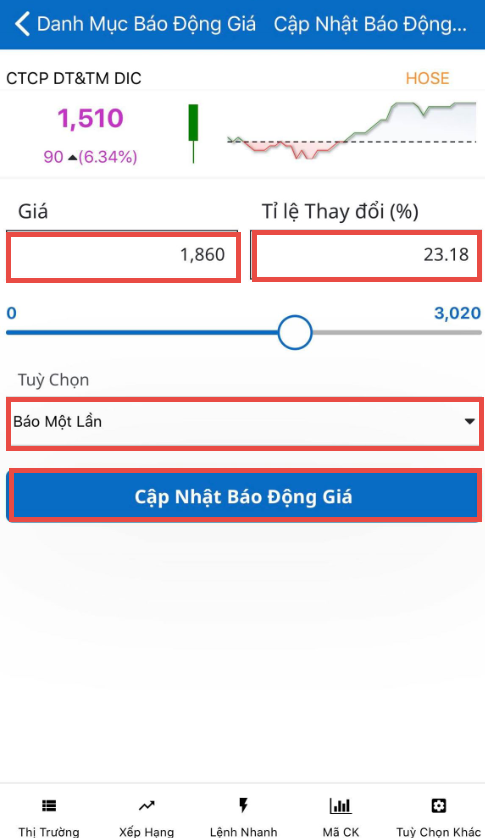 Danh Mục Báo Động Giá Cập Nhật Báo Động...
CTCP DT&TM DIC HOSE
1,510
90 (6.34%)
Giá Tỉ lệ Thay đổi (%)
1,860 23.18
0 3,020
Tuỳ Chọn
Báo Một Lần
Cập Nhật Báo Động Giá
Thị Trường Xếp Hạng Lệnh Nhanh Mã CK Tuỳ Chọn Khác